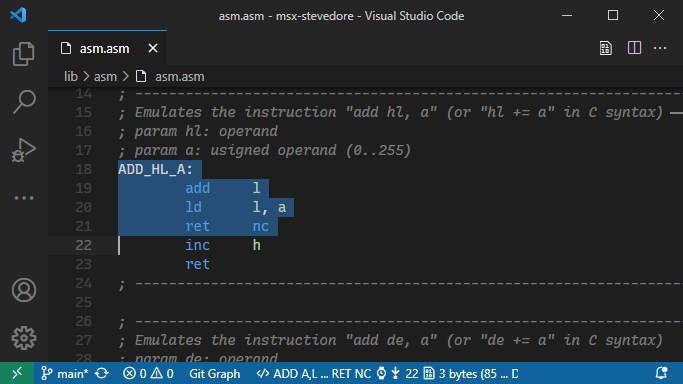 asm.asm - msx-stevedore - Visual Studio Code
asm.asm
lib > asm > asm.asm
14 ; ------------------------------------------------------------------
15 ; Emulates the instruction "add hl, a" (or "hl += a" in C syntax)
16 ; param hl: operand
17 ; param a: usigned operand (0..255)
18 ADD_HL_A:
19 add l
20 ld l, a
21 ret nc
22 inc h
23 ret
24 ; ------------------------------------------------------------------
25
26 ; ------------------------------------------------------------------
27 ; Emulates the instruction "add de, a" (or "de += a" in C syntax)
28 ; param de: operand
main* 0 0 Git Graph ADD A,L ... RET NC 22 3 bytes (85 ... D